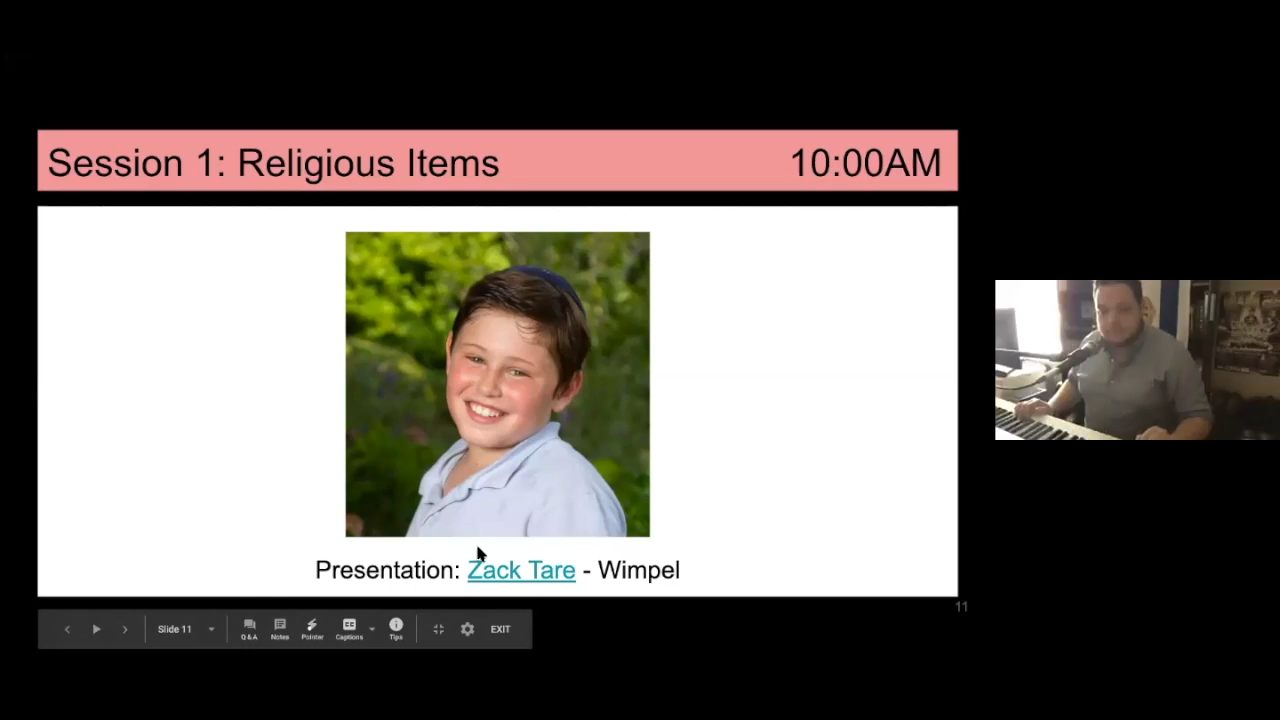 Session 1: Religious Items 10:00AM
Presentation: Zack Tare - Wimpel
11
Slide 11 Q&A Notes Pointer Captions Tips EXIT